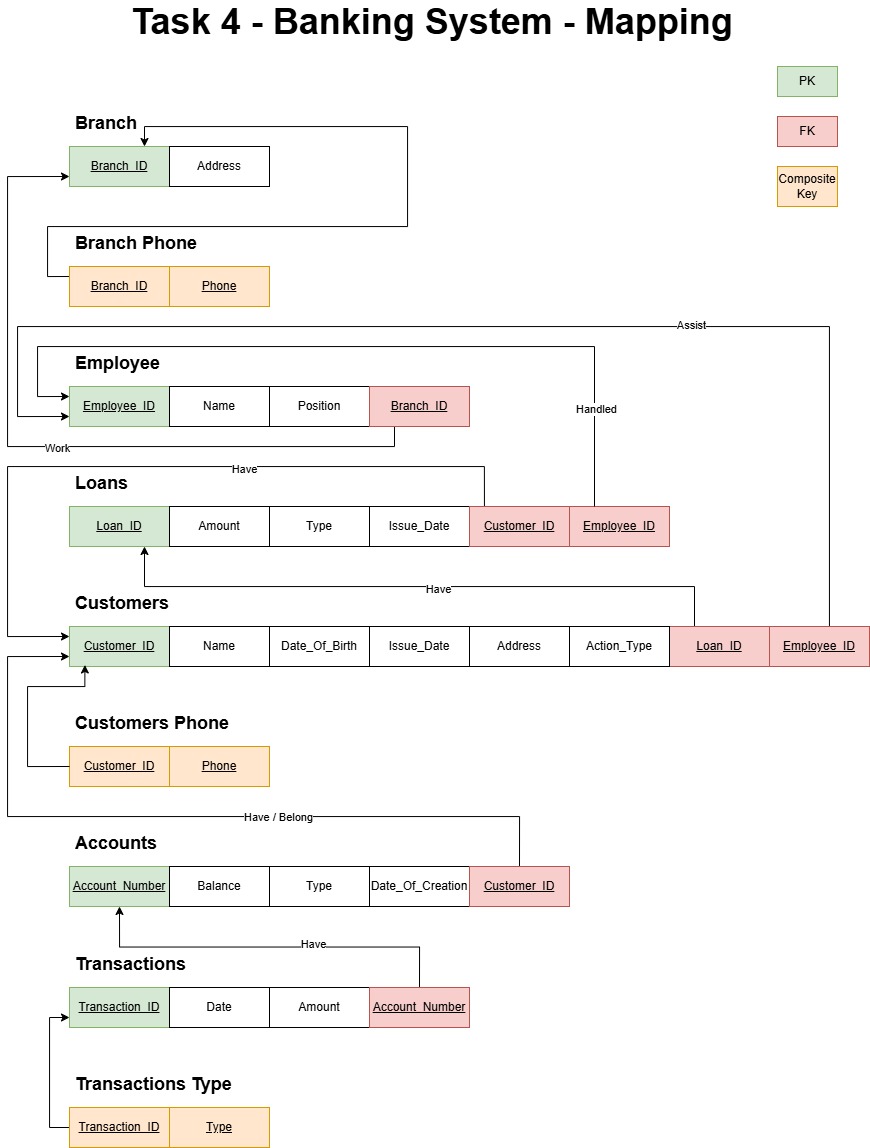 Task 4 - Banking System - Mapping
PK
FK
Composite
Key
Branch
Branch_ID Address
Branch Phone
Branch_ID Phone
Assist
Employee
Employee_ID Name Position Branch_ID
Handled
Work
Have
Loans
Loan_ID Amount Type Issue_Date Customer_ID Employee_ID
Have
Customers
Customer_ID Name Date_Of_Birth Issue_Date Address Action_Type Loan_ID Employee_ID
Customers Phone
Customer_ID Phone
Have / Belong
Accounts
Account_Number Balance Type Date_Of_Creation Customer_ID
Have
Transactions
Transaction_ID Date Amount Account_Number
Transactions Type
Transaction_ID Type